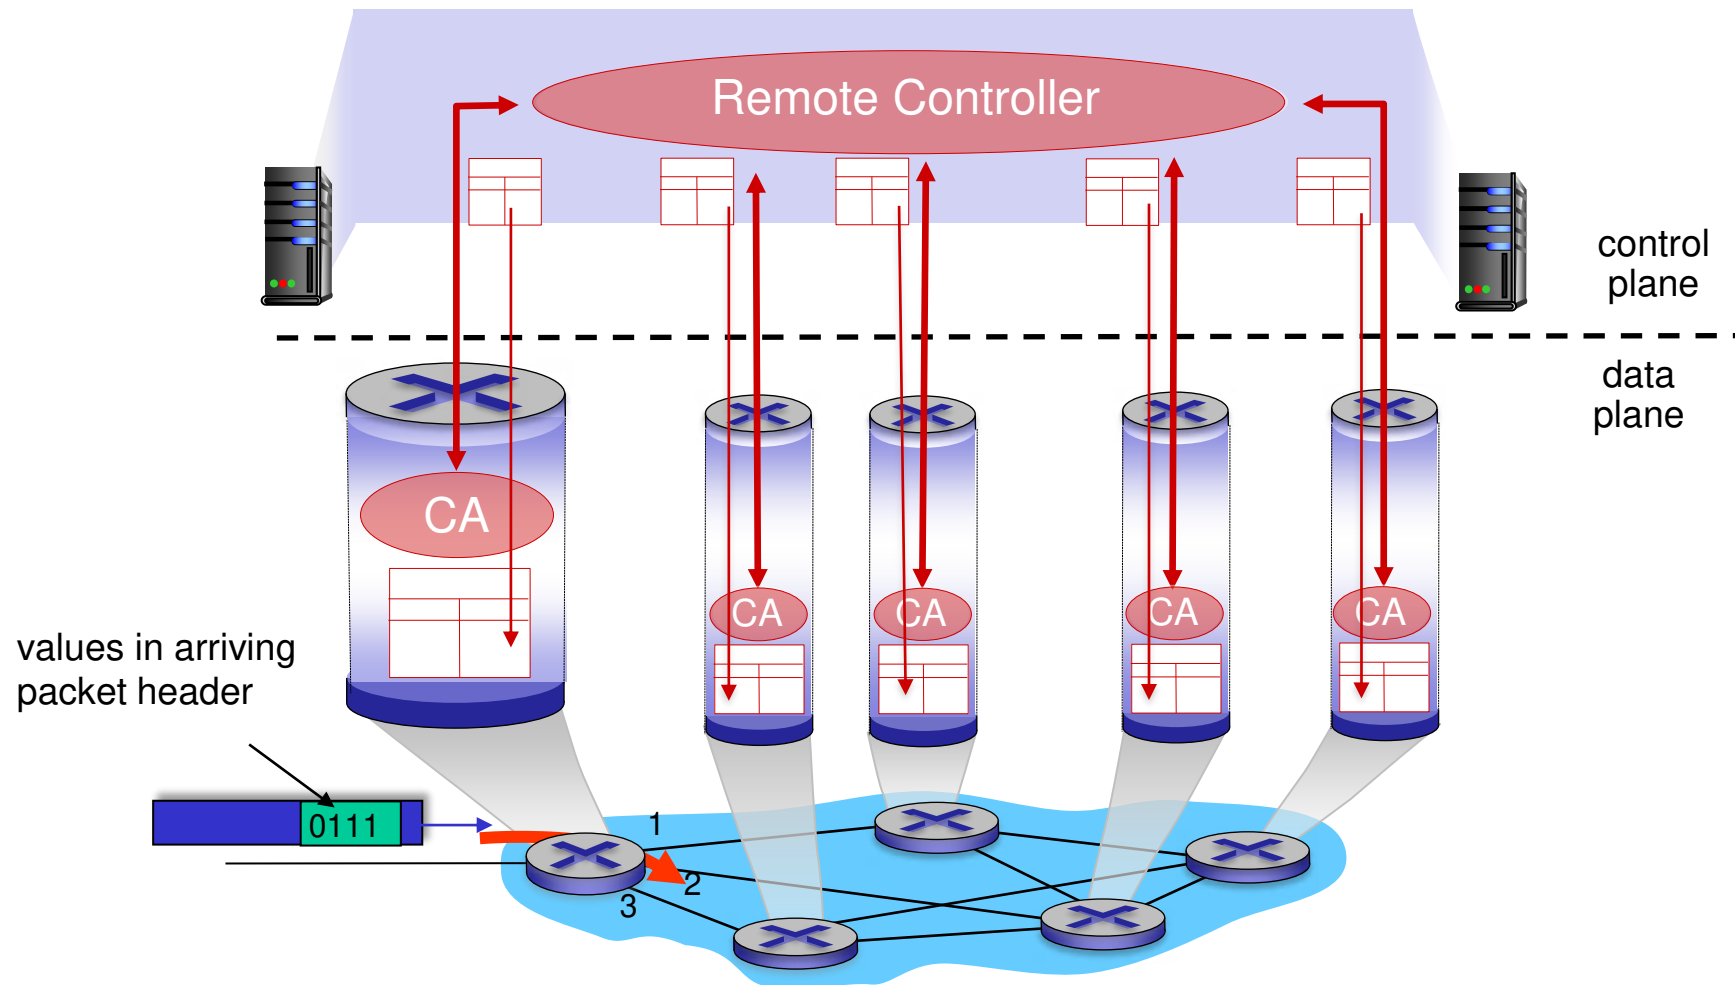 Remote Controller
control
plane
data
plane
CA
CA
CA
CA
CA
values in arriving
packet header
0111
1
2
3